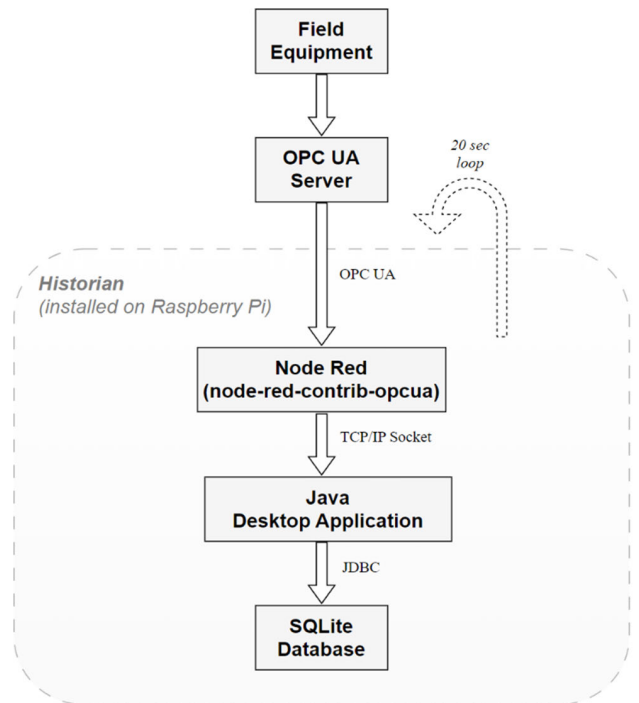 Field
Equipment
OPC UA
Server
20 sec
loop
OPC UA
Historian
(installed on Raspberry Pi)
Node Red
(node-red-contrib-opcua)
TCP/IP Socket
Java
Desktop Application
JDBC
SQLite
Database